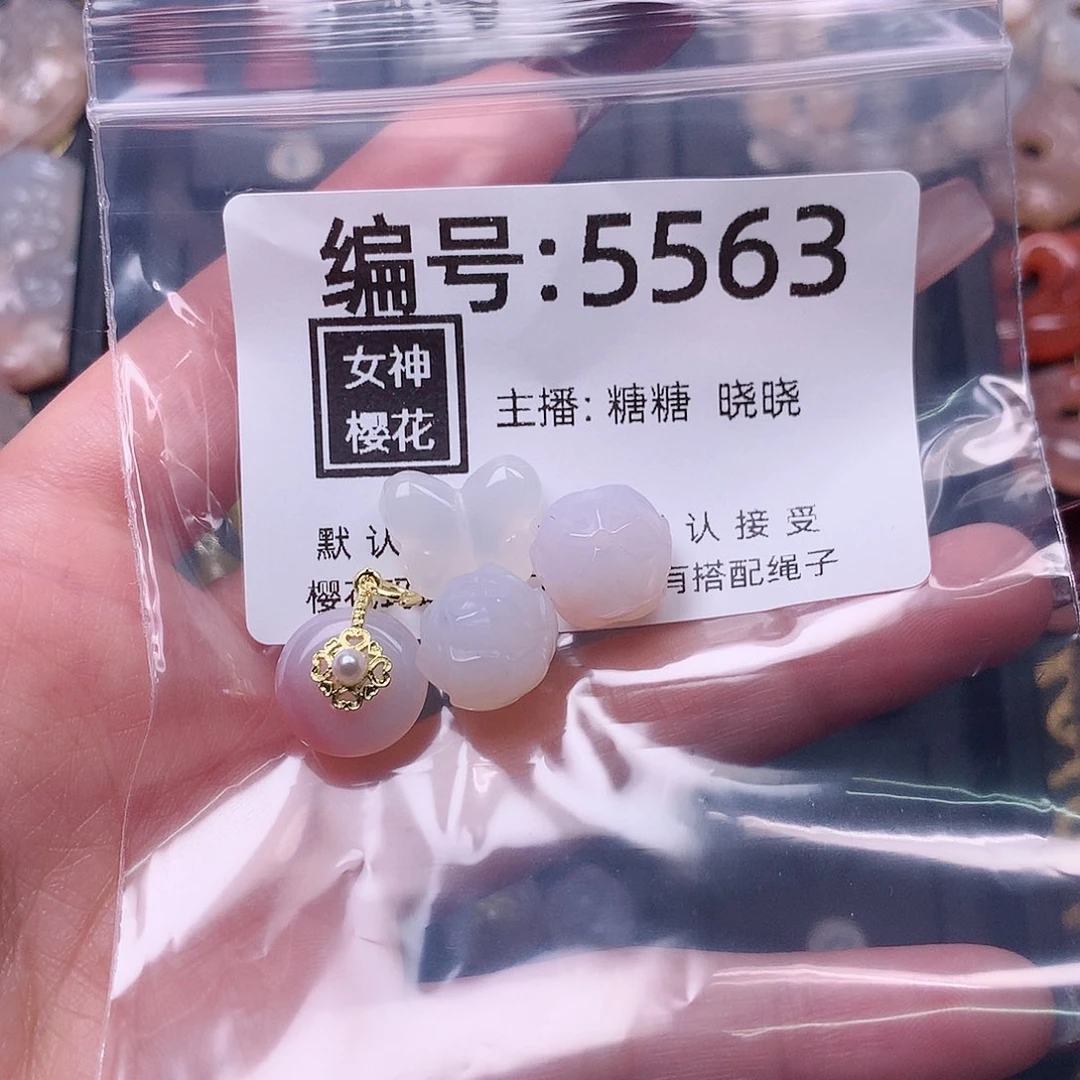 编号:5563
女神
樱花
主播: 糖糖 晓晓
默认 认接受
樱花 有搭配绳子